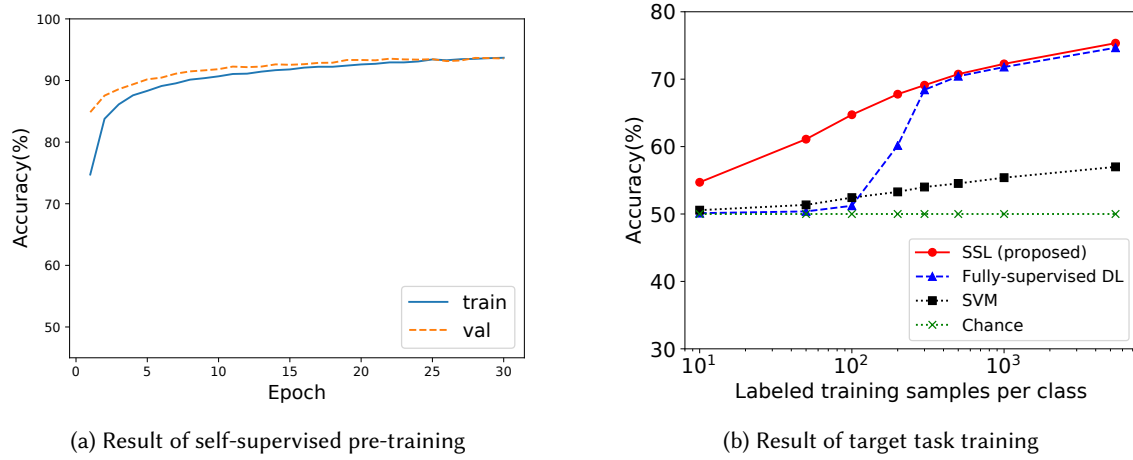 100
90
80
70
60
50
0
5
10
15
20
25
30
Accuracy(%)
Epoch
train
val
(a) Result of self-supervised pre-training
80
70
60
50
40
30
10¹
10²
10³
Accuracy(%)
Labeled training samples per class
SSL (proposed)
Fully-supervised DL
SVM
Chance
(b) Result of target task training